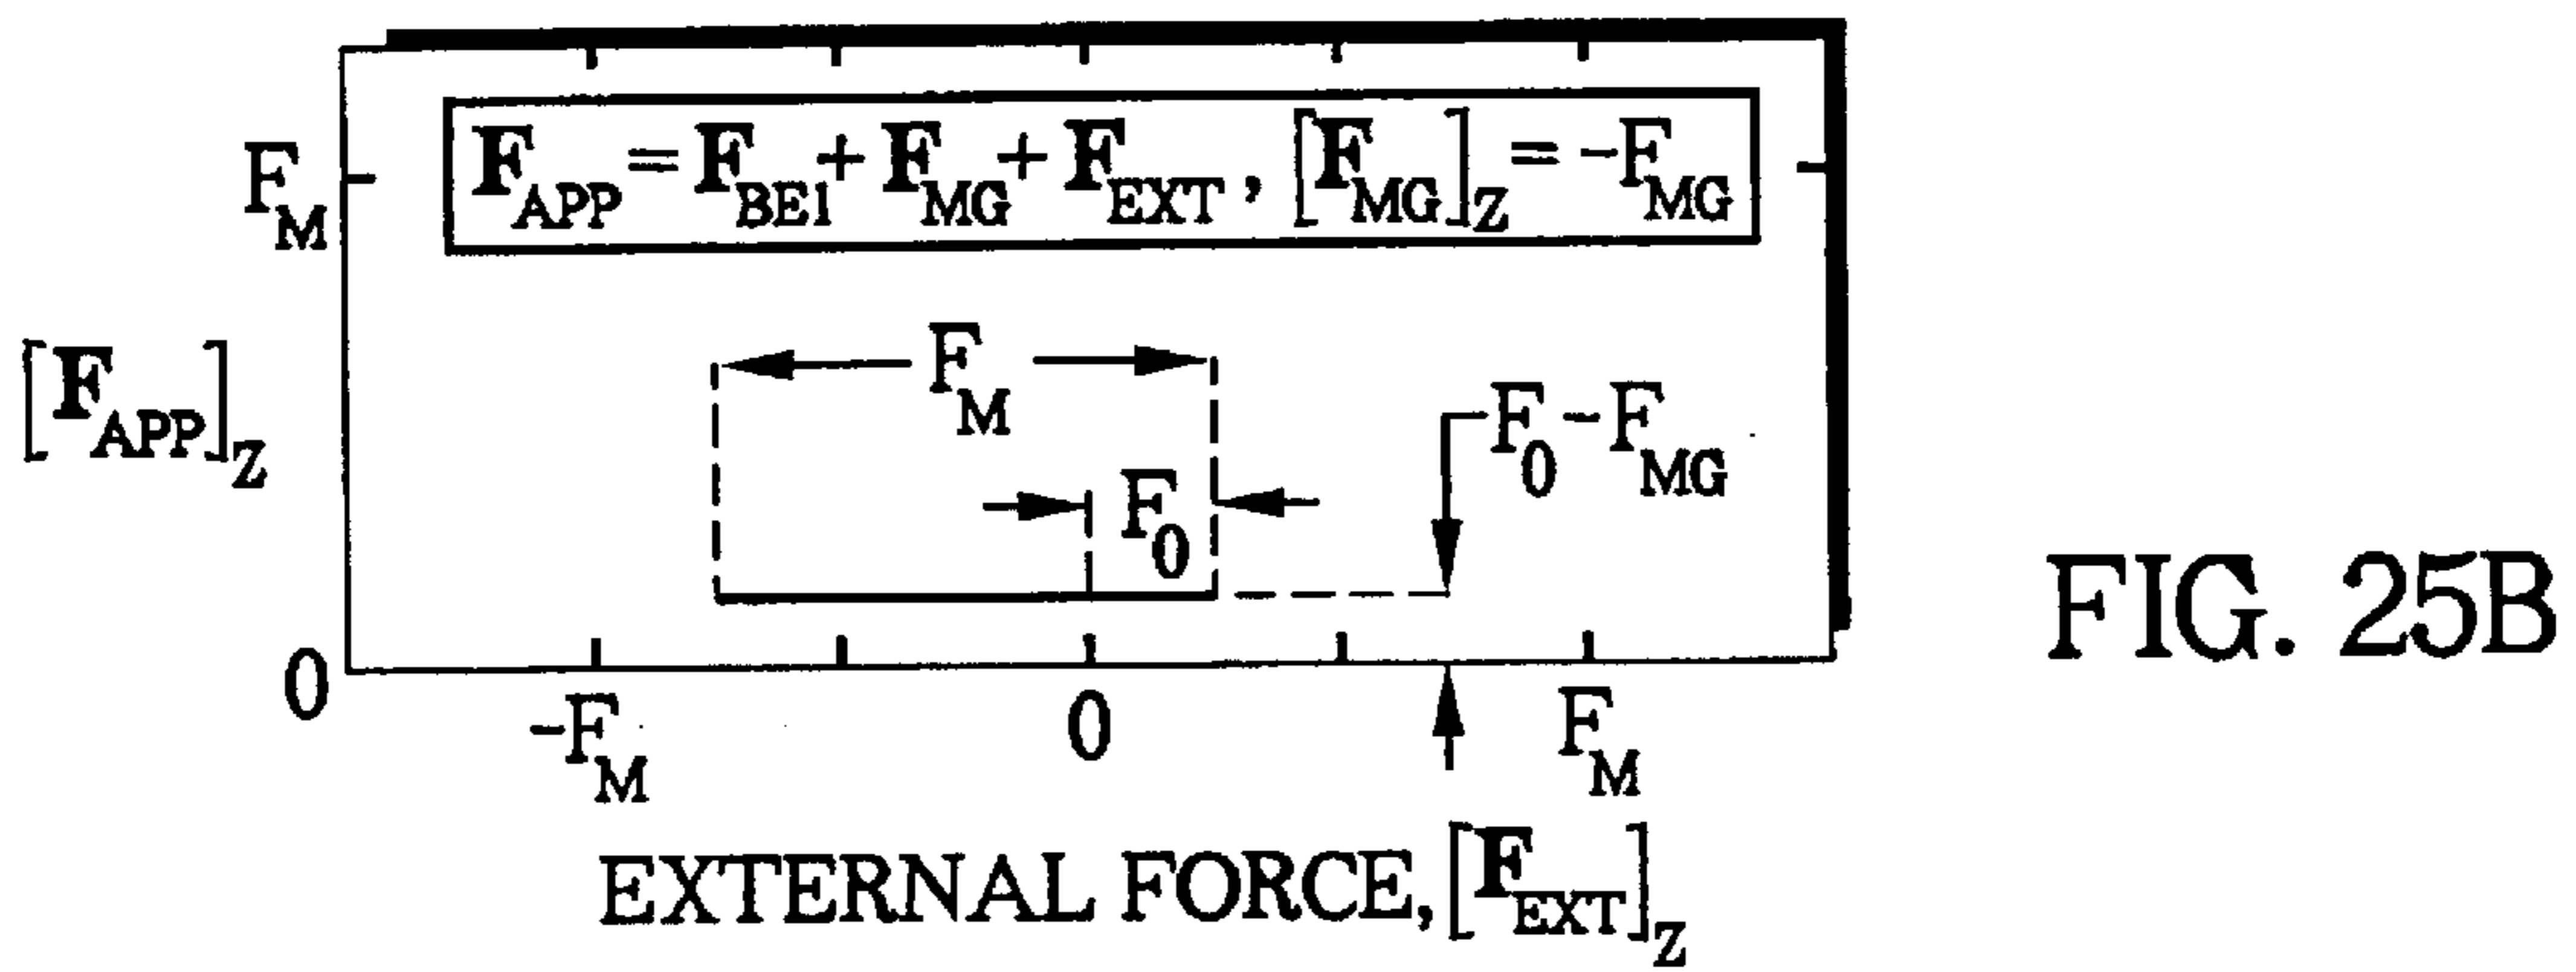 F_APP = F_BE1 + F_MG + F_EXT, [F_MG]_Z = -F_MG
F_M
F_M
[F_APP]_Z
F_0 - F_MG
F_0
FIG. 25B
0
-F_M
0
F_M
EXTERNAL FORCE, [F_EXT]_Z